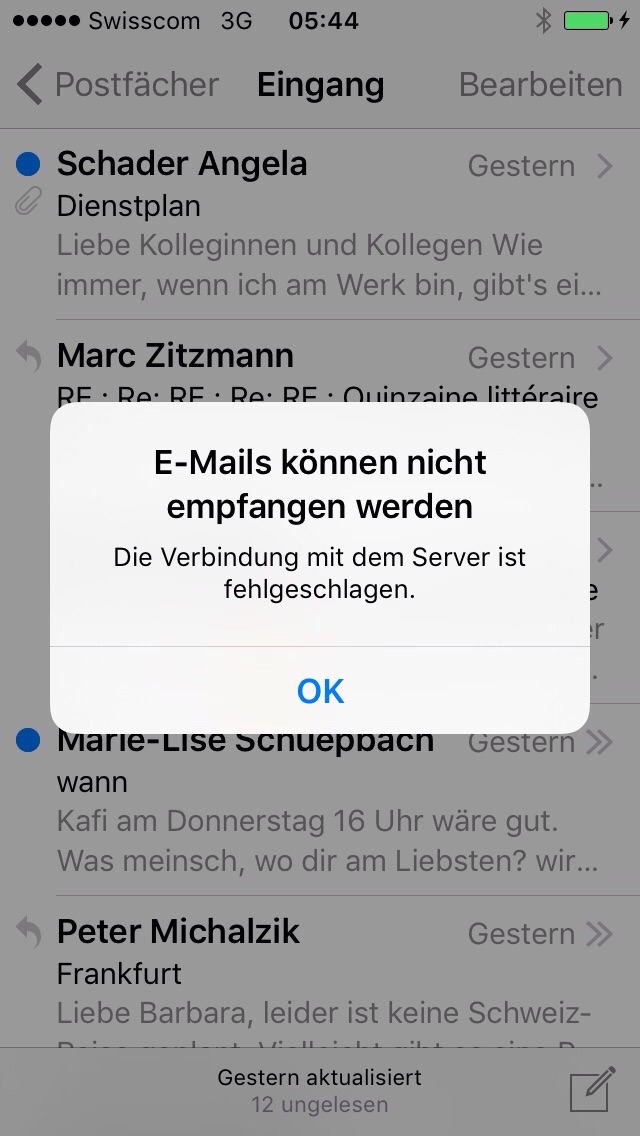 Swisscom 3G 05:44
Postfächer Eingang Bearbeiten
Schader Angela Gestern
Dienstplan
Liebe Kolleginnen und Kollegen Wie
immer, wenn ich am Werk bin, gibt's ei...
Marc Zitzmann Gestern
RE : Re: RE : Re: RE : Quinzaine littéraire
E-Mails können nicht
empfangen werden
Die Verbindung mit dem Server ist
fehlgeschlagen.
OK
Marie-Lise Schuepbach Gestern
wann
Kafi am Donnerstag 16 Uhr wäre gut.
Was meinsch, wo dir am Liebsten? wir...
Peter Michalzik Gestern
Frankfurt
Liebe Barbara, leider ist keine Schweiz-
Gestern aktualisiert
12 ungelesen